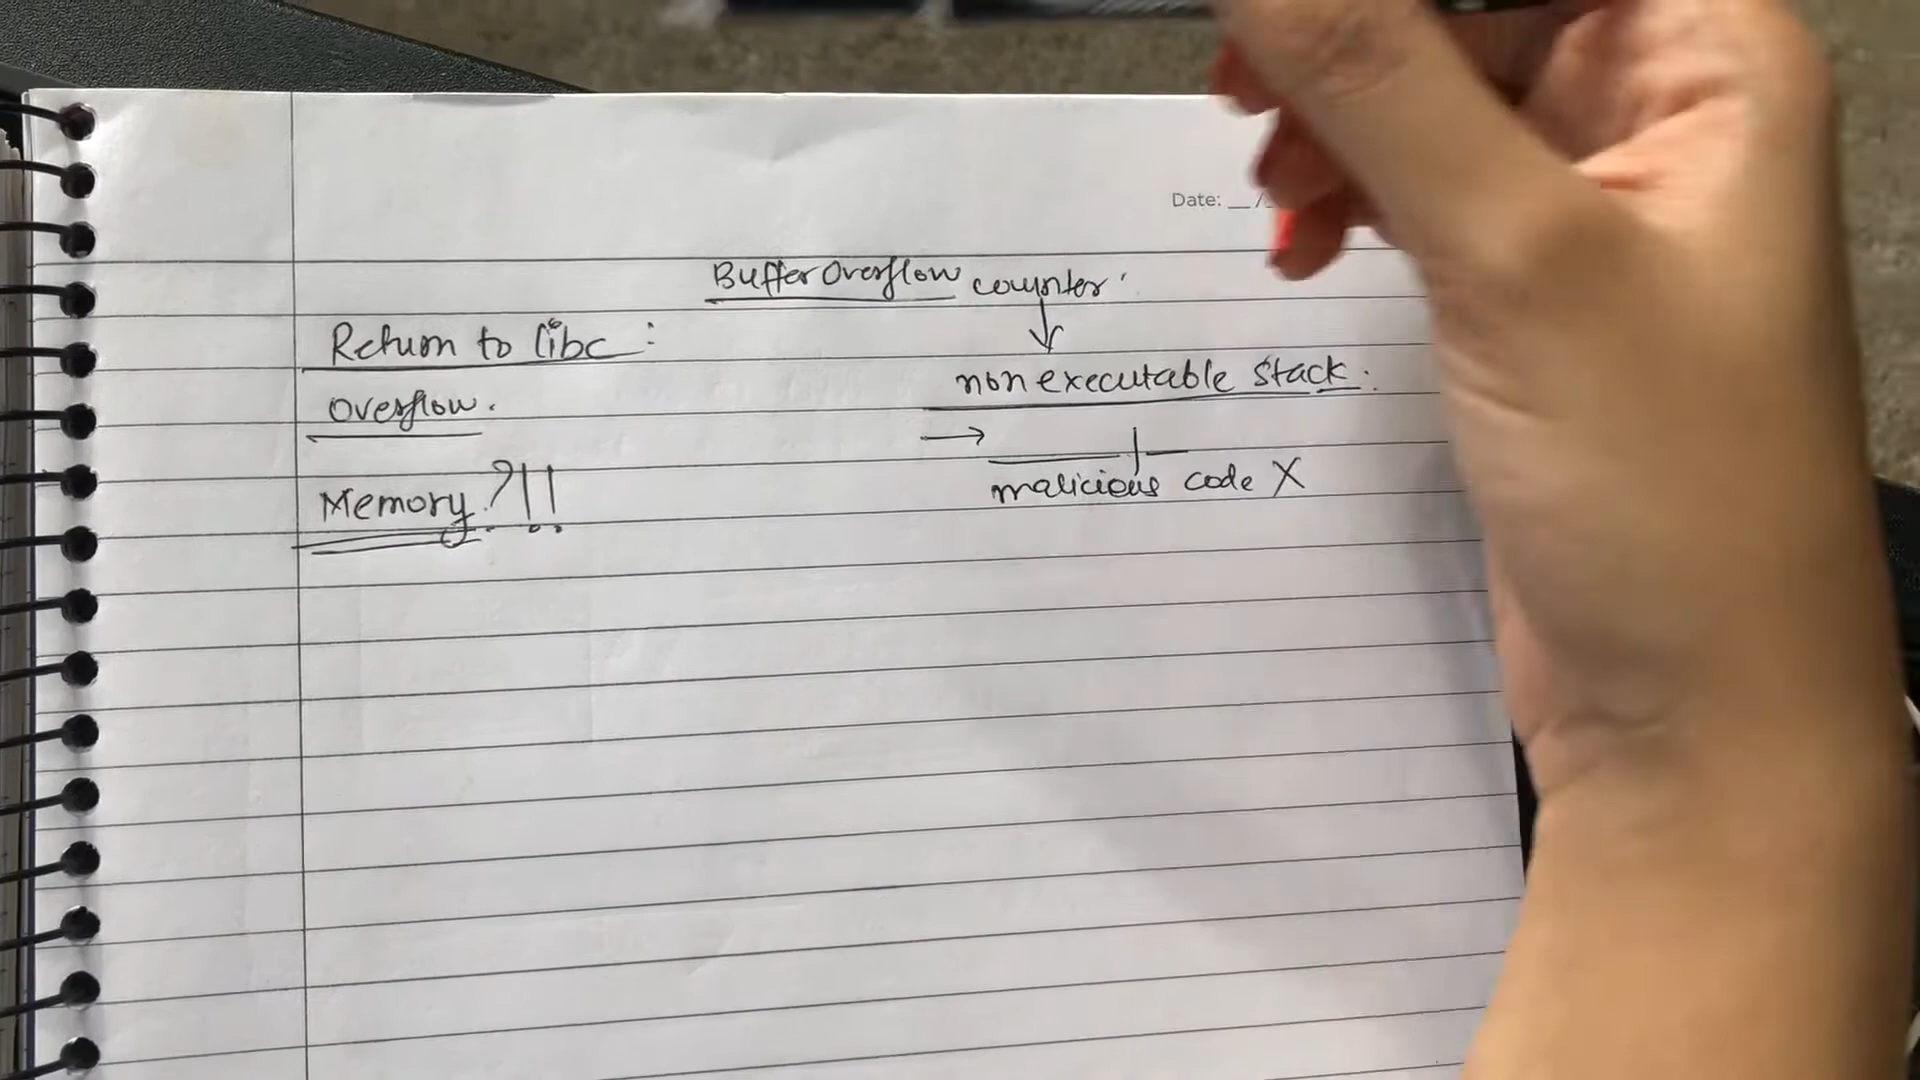 Date: __ /
Buffer Overflow counter:
Return to libc :
non executable stack.
overflow.
→
Memory ?!!
malicious code X